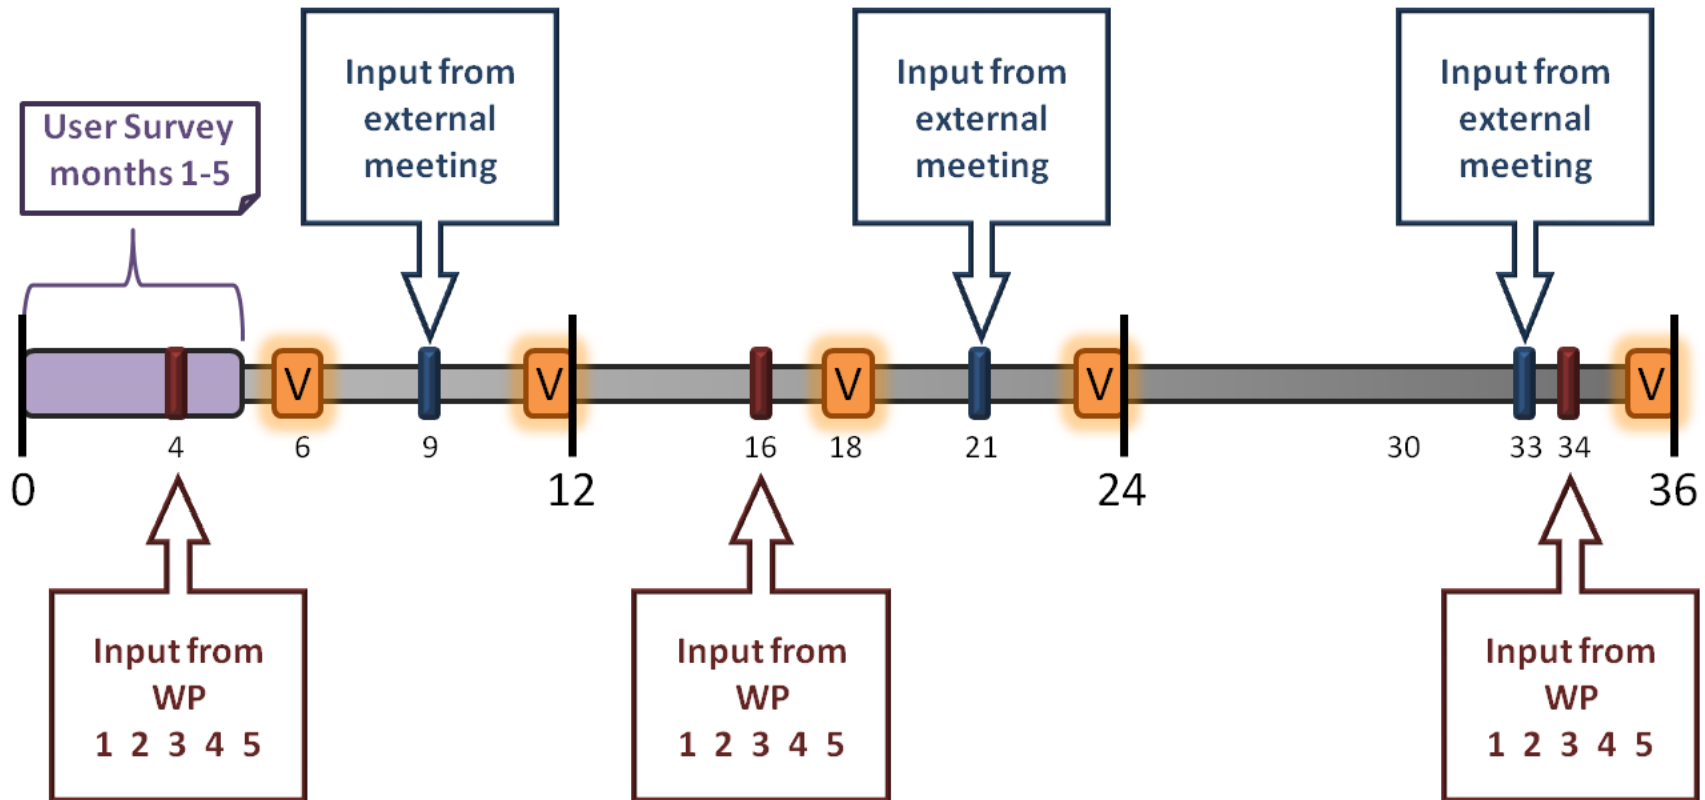 User Survey
months 1-5
Input from
external
meeting
Input from
external
meeting
Input from
external
meeting
V
V
V
V
V
4
6
9
16
18
21
30
33
34
0
12
24
36
Input from
WP
1 2 3 4 5
Input from
WP
1 2 3 4 5
Input from
WP
1 2 3 4 5